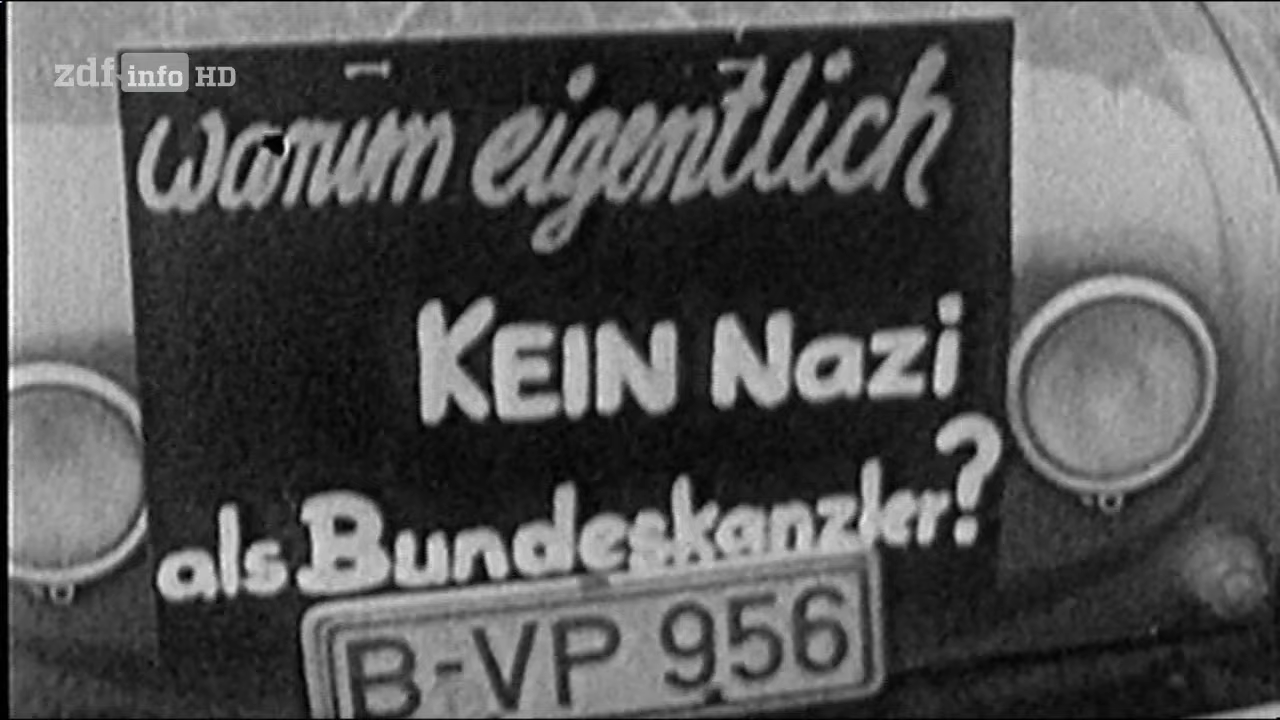 zdf info HD
warum eigentlich
KEIN Nazi
als Bundeskanzler?
B-VP 956